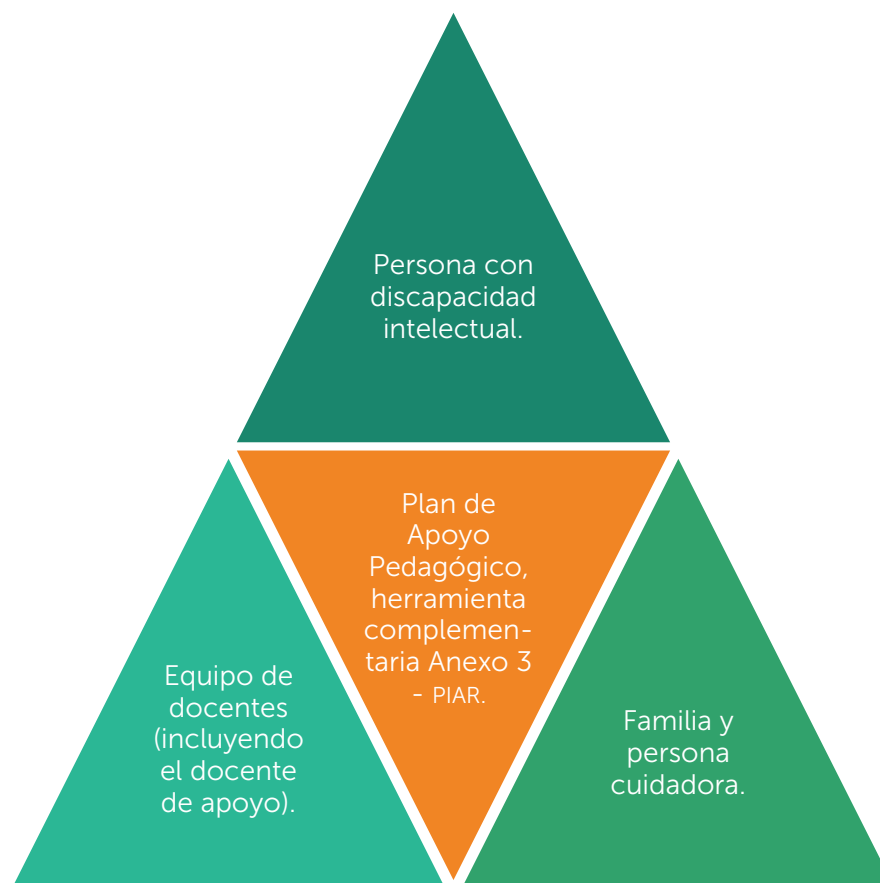 Persona con
discapacidad
intelectual.
Plan de
Apoyo
Pedagógico,
herramienta
complemen-
taria Anexo 3
- PIAR.
Equipo de
docentes
(incluyendo
el docente
de apoyo).
Familia y
persona
cuidadora.